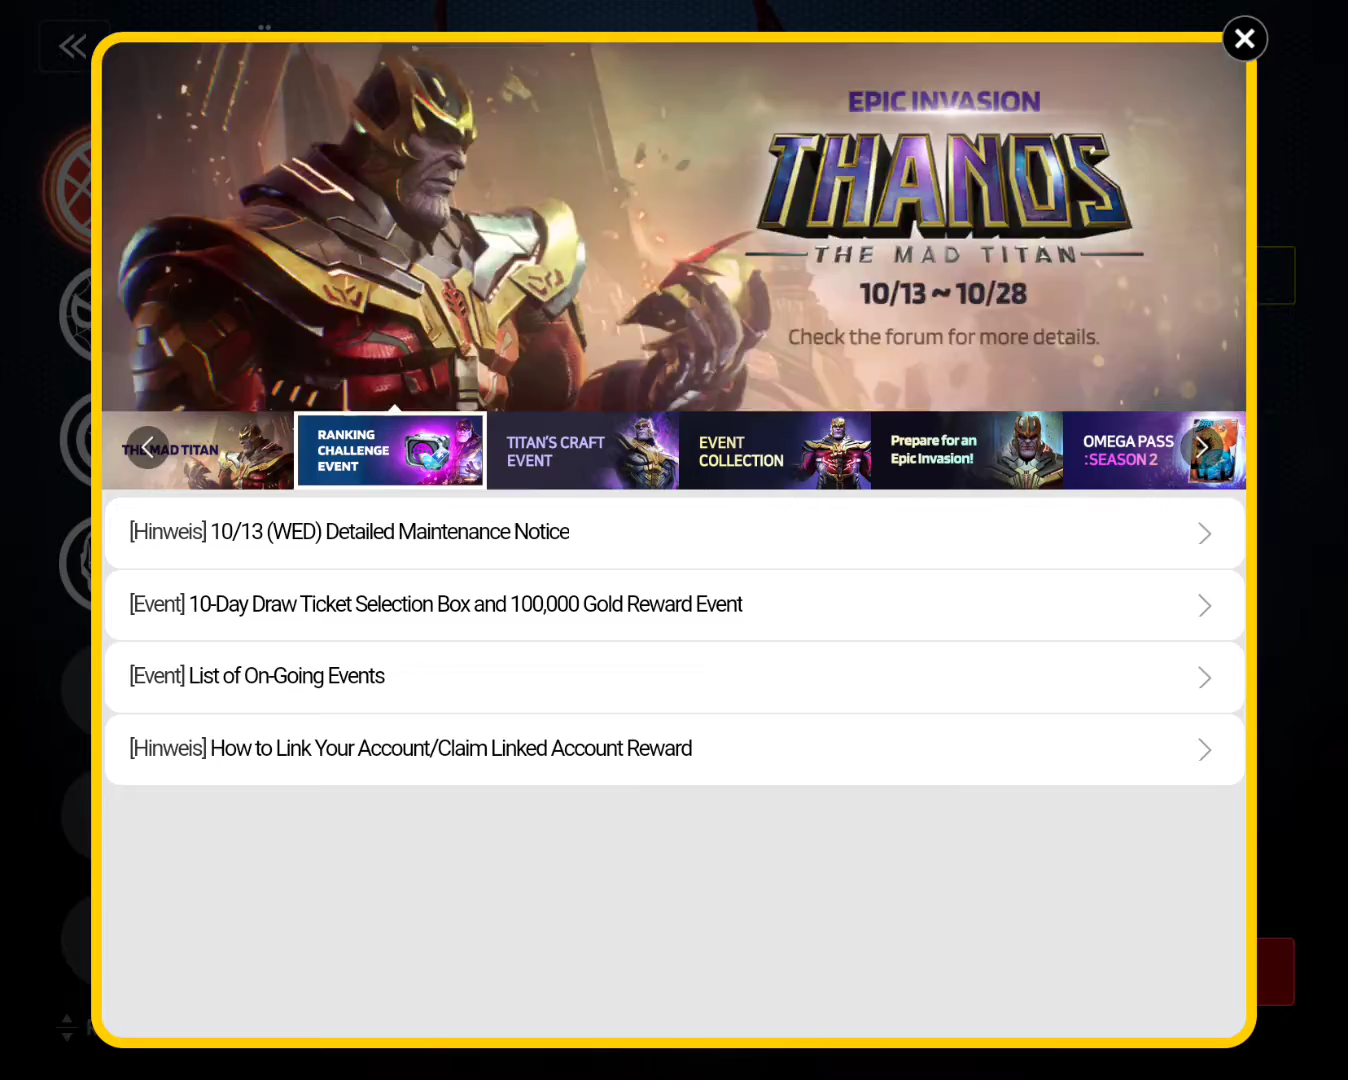 EPIC INVASION
THANOS
THE MAD TITAN
10/13 ~ 10/28
Check the forum for more details.
THE MAD TITAN
RANKING
CHALLENGE
EVENT
TITAN'S CRAFT
EVENT
EVENT
COLLECTION
Prepare for an
Epic Invasion!
OMEGA PASS
:SEASON 2
[Hinweis] 10/13 (WED) Detailed Maintenance Notice
[Event] 10-Day Draw Ticket Selection Box and 100,000 Gold Reward Event
[Event] List of On-Going Events
[Hinweis] How to Link Your Account/Claim Linked Account Reward